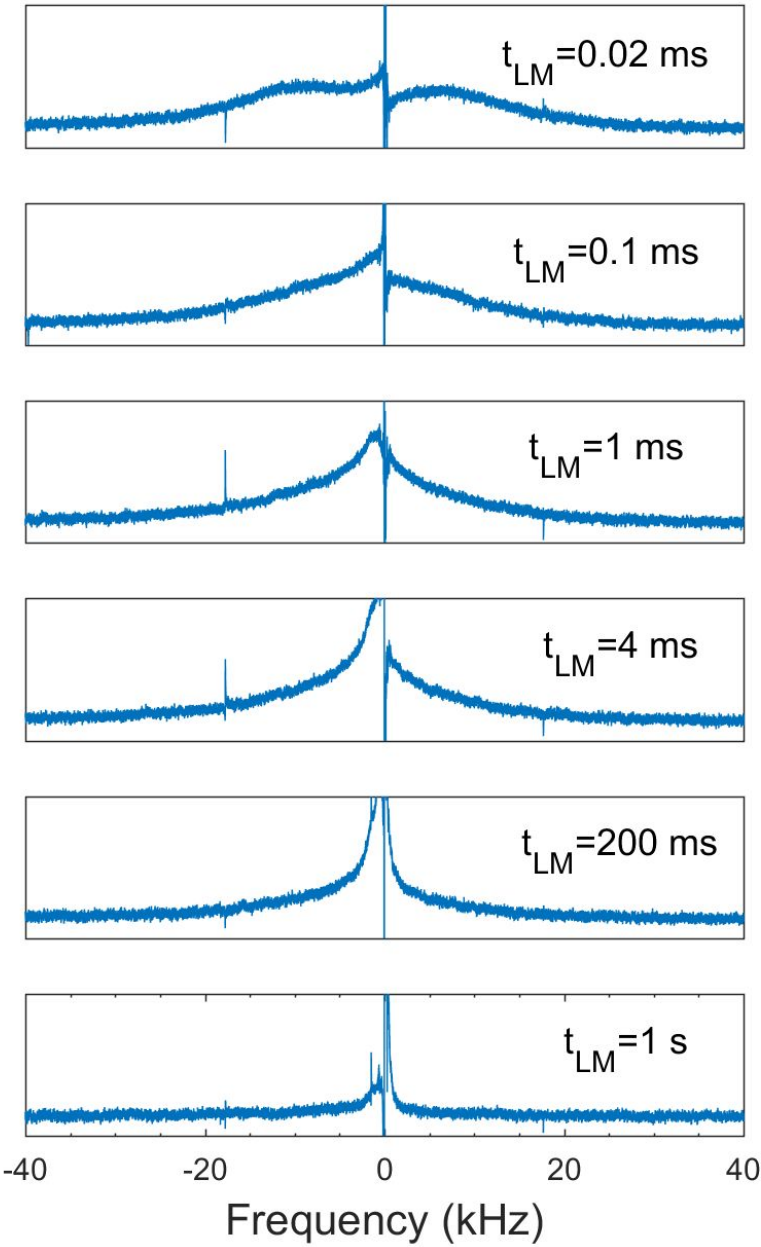 t_LM=0.02 ms
t_LM=0.1 ms
t_LM=1 ms
t_LM=4 ms
t_LM=200 ms
t_LM=1 s
-40 -20 0 20 40
Frequency (kHz)